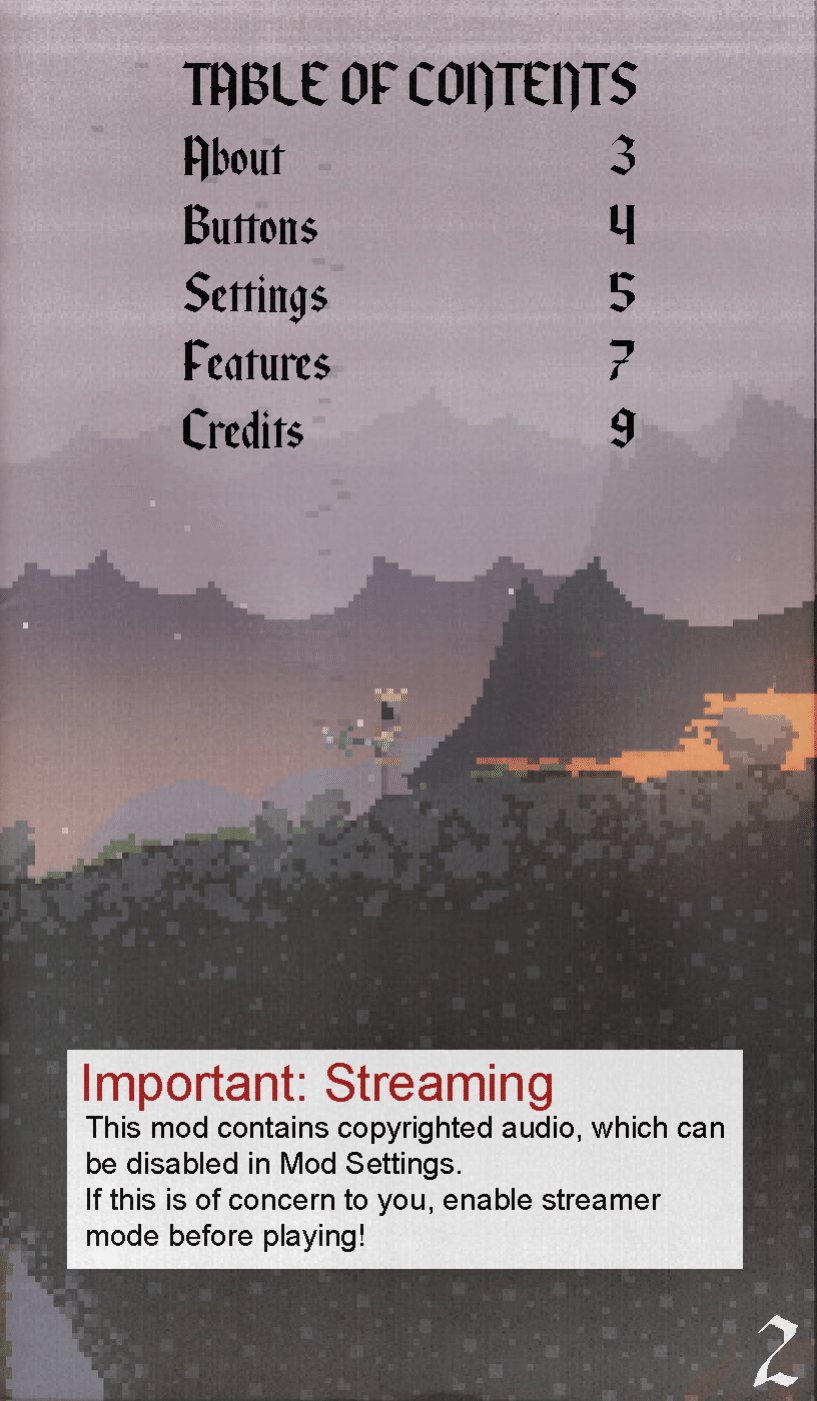 TABLE OF CONTENTS
About 3
Buttons 4
Settings 5
Features 7
Credits 9
Important: Streaming
This mod contains copyrighted audio, which can
be disabled in Mod Settings.
If this is of concern to you, enable streamer
mode before playing!
2